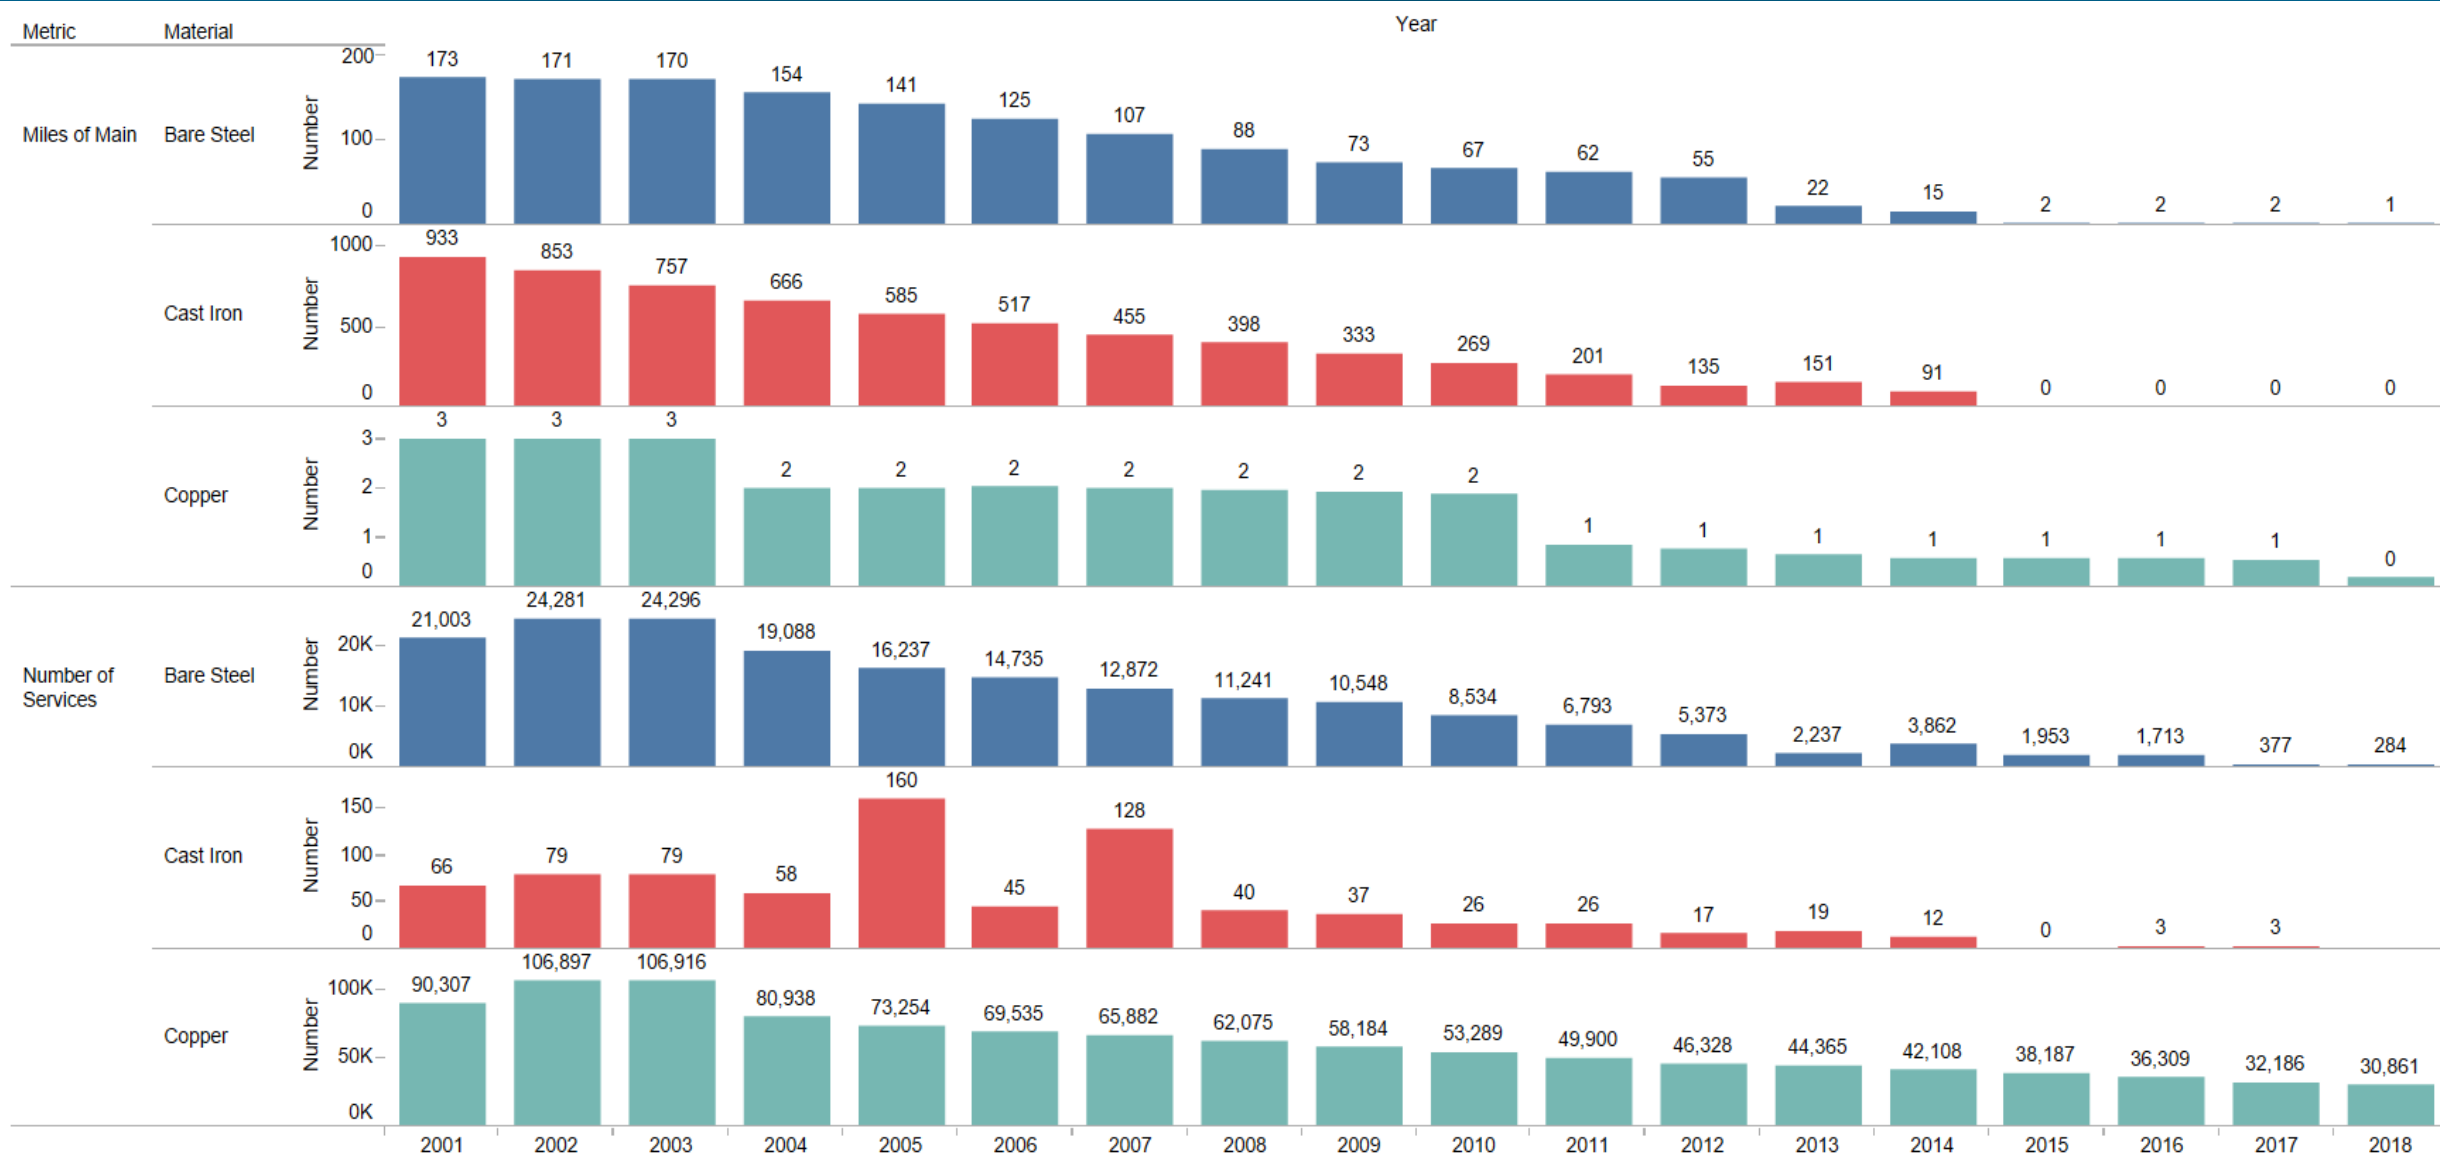 Year
Metric Material
Miles of Main Bare Steel Number 200 100 0
173 171 170 154 141 125 107 88 73 67 62 55 22 15 2 2 2 1
Cast Iron Number 1000 500 0
933 853 757 666 585 517 455 398 333 269 201 135 151 91 0 0 0 0
Copper Number 3 2 1 0
3 3 3 2 2 2 2 2 2 2 1 1 1 1 1 1 1 0
Number of
Services
Bare Steel Number 20K 10K 0K
21,003 24,281 24,296 19,088 16,237 14,735 12,872 11,241 10,548 8,534 6,793 5,373 2,237 3,862 1,953 1,713 377 284
Cast Iron Number 150 100 50 0
66 79 79 58 160 45 128 40 37 26 26 17 19 12 0 3 3
Copper Number 100K 50K 0K
90,307 106,897 106,916 80,938 73,254 69,535 65,882 62,075 58,184 53,289 49,900 46,328 44,365 42,108 38,187 36,309 32,186 30,861
2001 2002 2003 2004 2005 2006 2007 2008 2009 2010 2011 2012 2013 2014 2015 2016 2017 2018